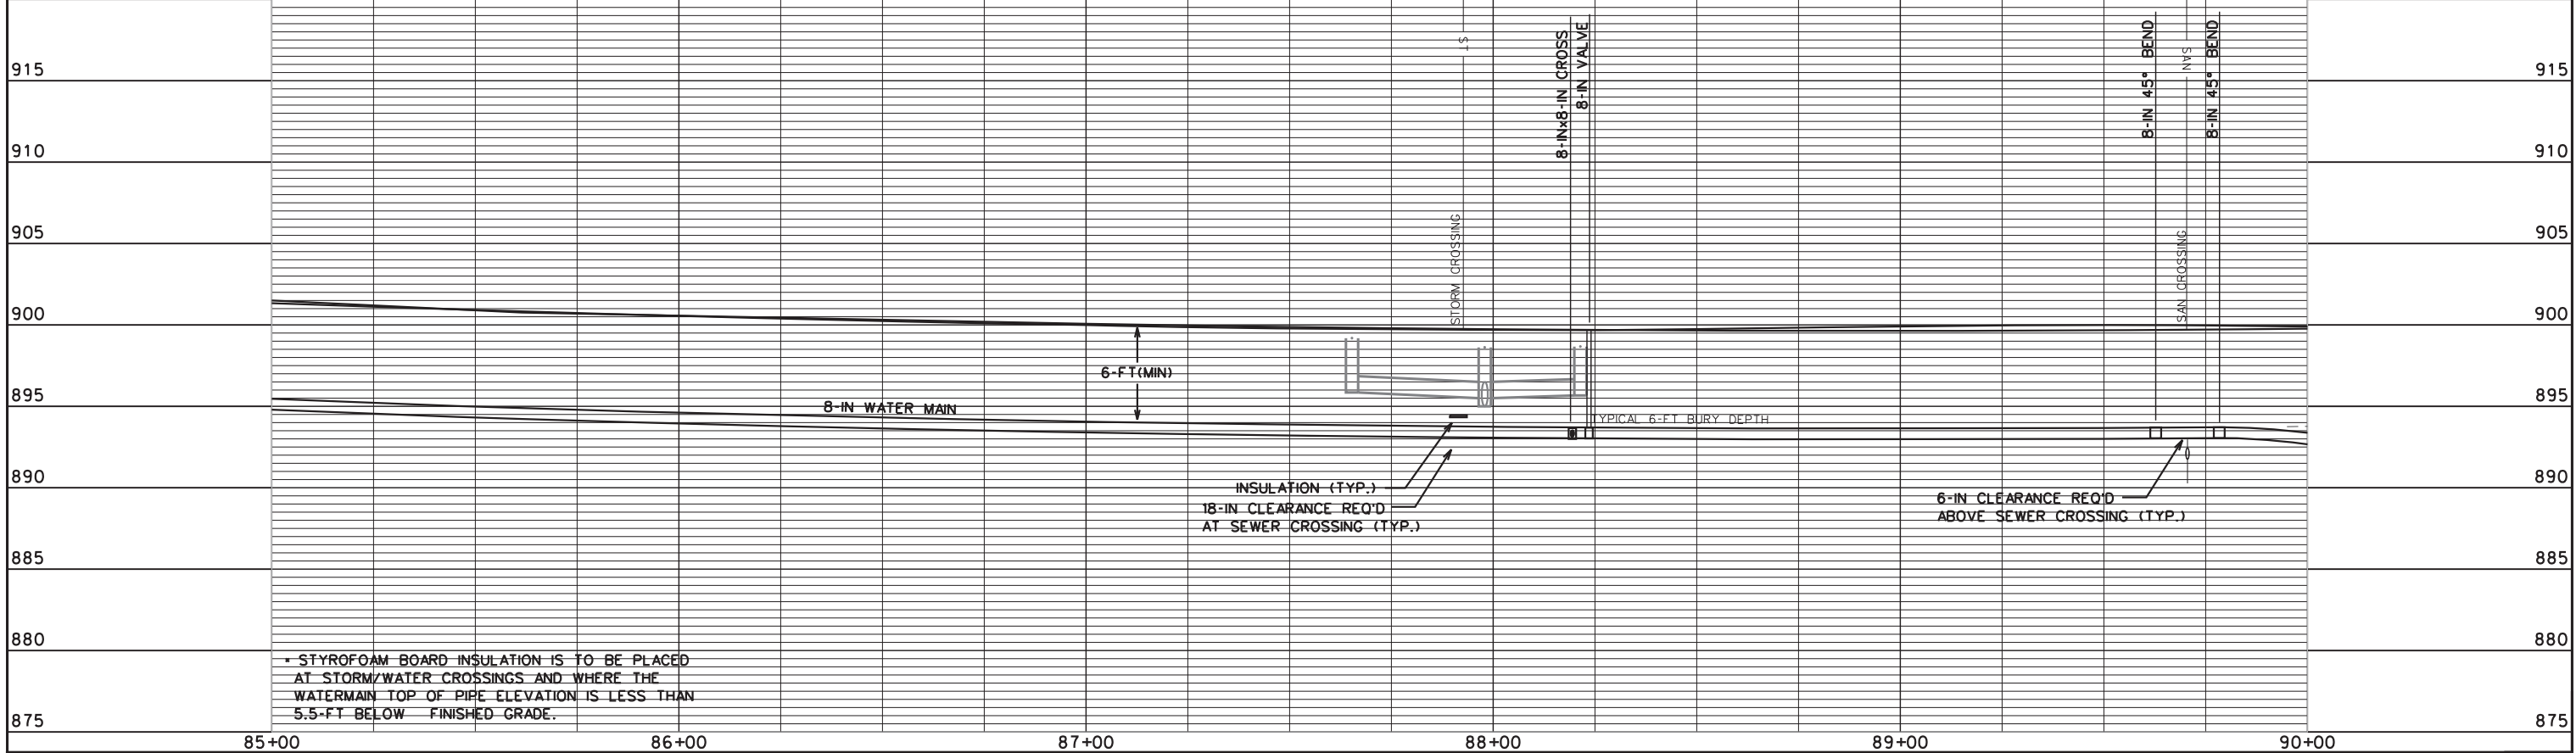 ST
8-INx8-IN CROSS
8-IN VALVE
8-IN 45° BEND
SAN
8-IN 45° BEND
915
915
910
910
STORM CROSSING
SAN CROSSING
905
905
900
900
6-FT(MIN)
895
895
8-IN WATER MAIN
TYPICAL 6-FT BURY DEPTH
890
890
INSULATION (TYP.)
18-IN CLEARANCE REQ'D
AT SEWER CROSSING (TYP.)
6-IN CLEARANCE REQ'D
ABOVE SEWER CROSSING (TYP.)
885
885
880
880
• STYROFOAM BOARD INSULATION IS TO BE PLACED
AT STORM/WATER CROSSINGS AND WHERE THE
WATERMAIN TOP OF PIPE ELEVATION IS LESS THAN
5.5-FT BELOW FINISHED GRADE.
875
875
85+00
86+00
87+00
88+00
89+00
90+00